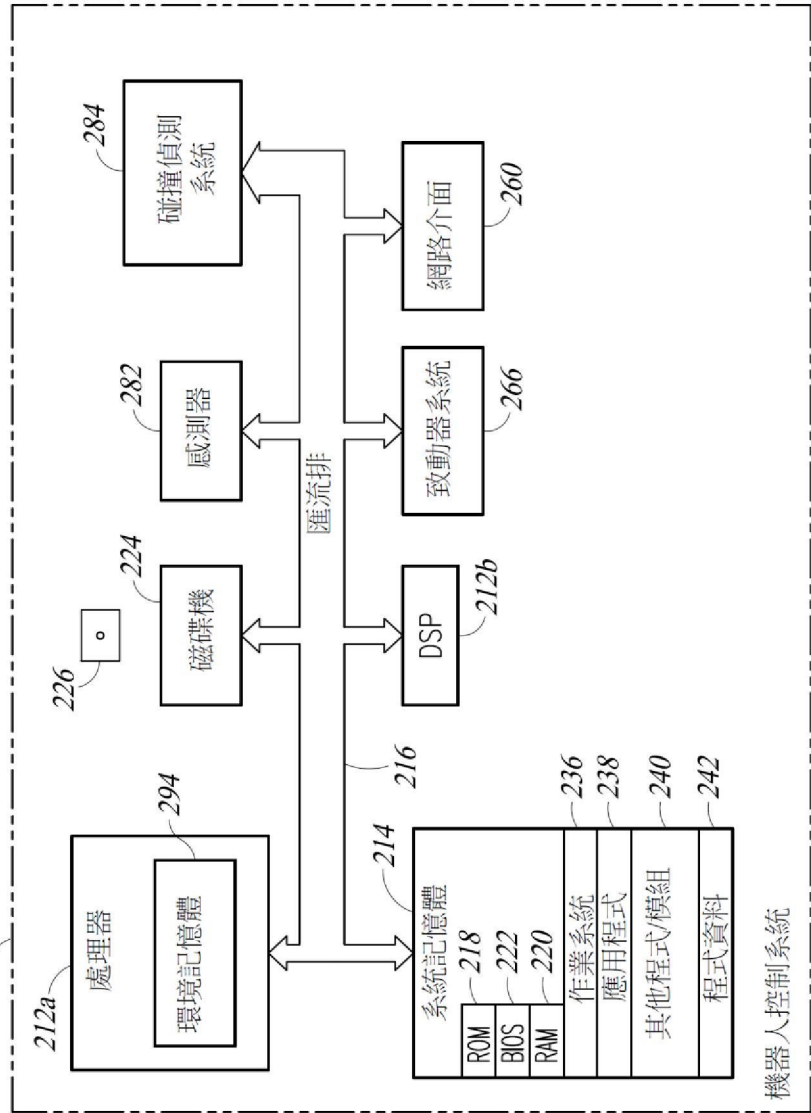 212a
處理器
294
環境記憶體
226
224
磁碟機
282
感測器
284
碰撞偵測
系統
匯流排
216
214
系統記憶體
ROM
218
BIOS
222
RAM
220
作業系統
236
應用程式
238
其他程式/模組
240
程式資料
242
DSP
212b
致動器系統
266
網路介面
260
機器人控制系統